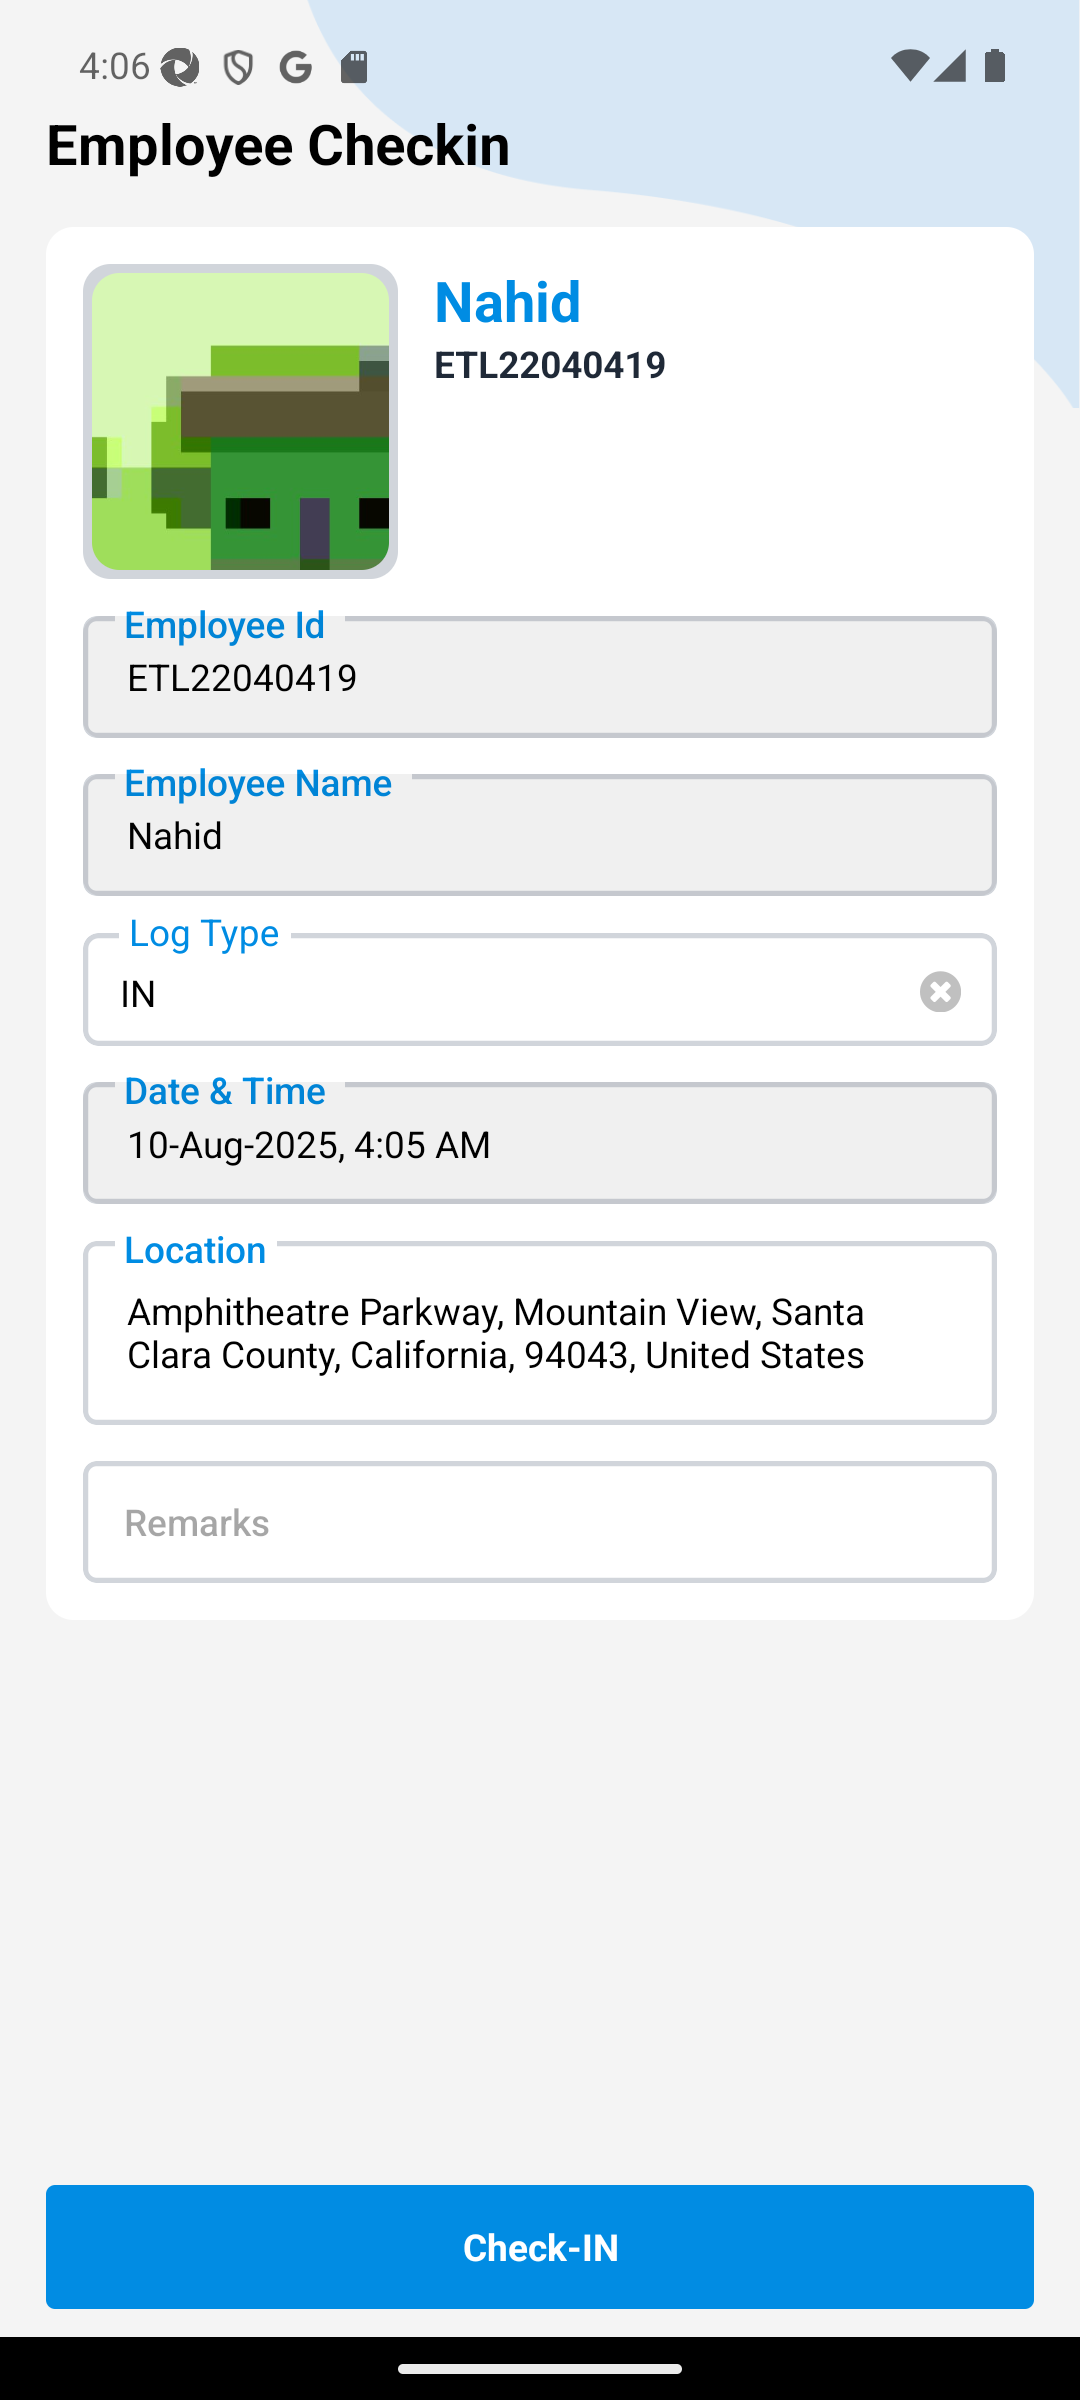 4:06
Employee Checkin
Nahid
ETL22040419
Employee Id
ETL22040419
Employee Name
Nahid
Log Type
IN
Date & Time
10-Aug-2025, 4:05 AM
Location
Amphitheatre Parkway, Mountain View, Santa
Clara County, California, 94043, United States
Remarks
Check-IN